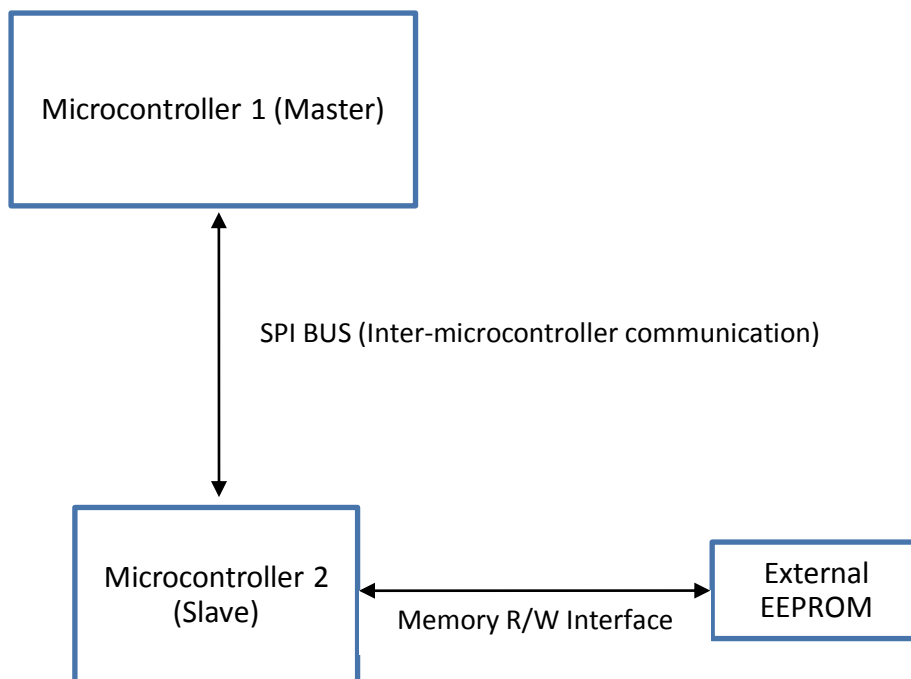 Microcontroller 1 (Master)
SPI BUS (Inter-microcontroller communication)
Microcontroller 2
(Slave)
Memory R/W Interface
External
EEPROM